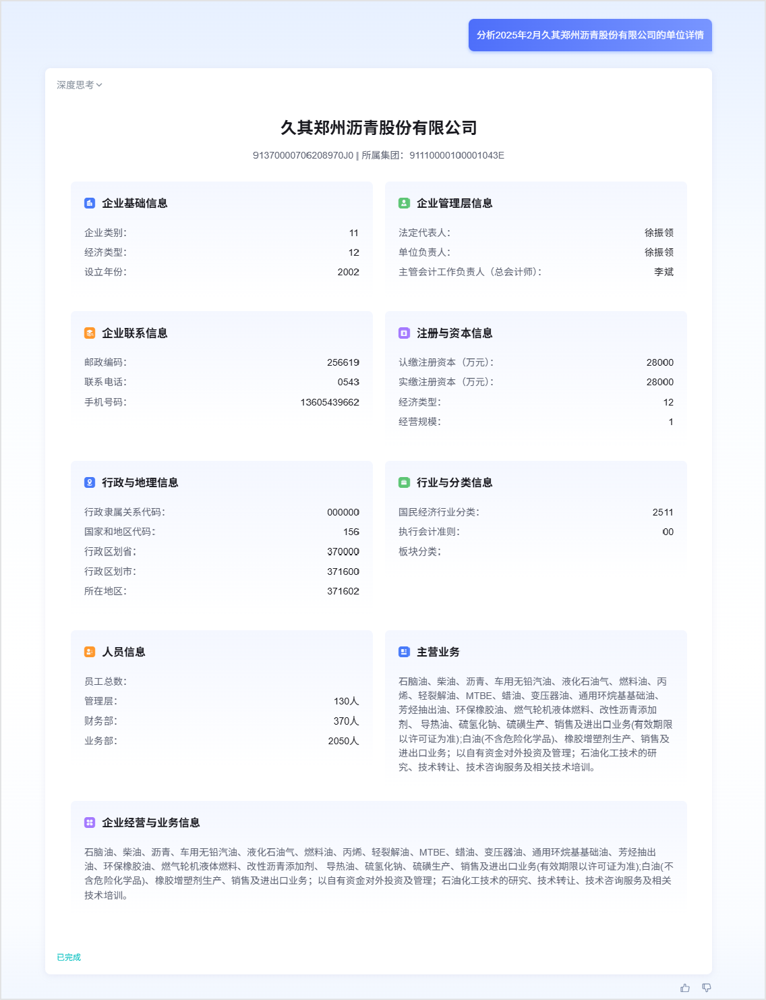 分析2025年2月久其郑州沥青股份有限公司的单位详情
深度思考
久其郑州沥青股份有限公司
91370000706208970J0 | 所属集团：91110000100001043E
企业基础信息
企业类别： 11
经济类型： 12
设立年份： 2002
企业管理层信息
法定代表人： 徐振领
单位负责人： 徐振领
主管会计工作负责人（总会计师）： 李斌
企业联系信息
邮政编码： 256619
联系电话： 0543
手机号码： 13605439662
注册与资本信息
认缴注册资本（万元）： 28000
实缴注册资本（万元）： 28000
经济类型： 12
经营规模： 1
行政与地理信息
行政隶属关系代码： 000000
国家和地区代码： 156
行政区划省： 370000
行政区划市： 371600
所在地区： 371602
行业与分类信息
国民经济行业分类： 2511
执行会计准则： 00
板块分类：
人员信息
员工总数：
管理层： 130人
财务部： 370人
业务部： 2050人
主营业务
石脑油、柴油、沥青、车用无铅汽油、液化石油气、燃料油、丙
烯、轻裂解油、MTBE、蜡油、变压器油、通用环烷基基础油、
芳烃抽出油、环保橡胶油、燃气轮机液体燃料、改性沥青添加
剂、 导热油、硫氢化钠、硫磺生产、销售及进出口业务(有效期限
以许可证为准);白油(不含危险化学品)、橡胶增塑剂生产、销售及
进出口业务；以自有资金对外投资及管理；石油化工技术的研
究、技术转让、技术咨询服务及相关技术培训。
企业经营与业务信息
石脑油、柴油、沥青、车用无铅汽油、液化石油气、燃料油、丙烯、轻裂解油、MTBE、蜡油、变压器油、通用环烷基基础油、芳烃抽出
油、环保橡胶油、燃气轮机液体燃料、改性沥青添加剂、 导热油、硫氢化钠、硫磺生产、销售及进出口业务(有效期限以许可证为准);白油(不
含危险化学品)、橡胶增塑剂生产、销售及进出口业务；以自有资金对外投资及管理；石油化工技术的研究、技术转让、技术咨询服务及相关
技术培训。
已完成